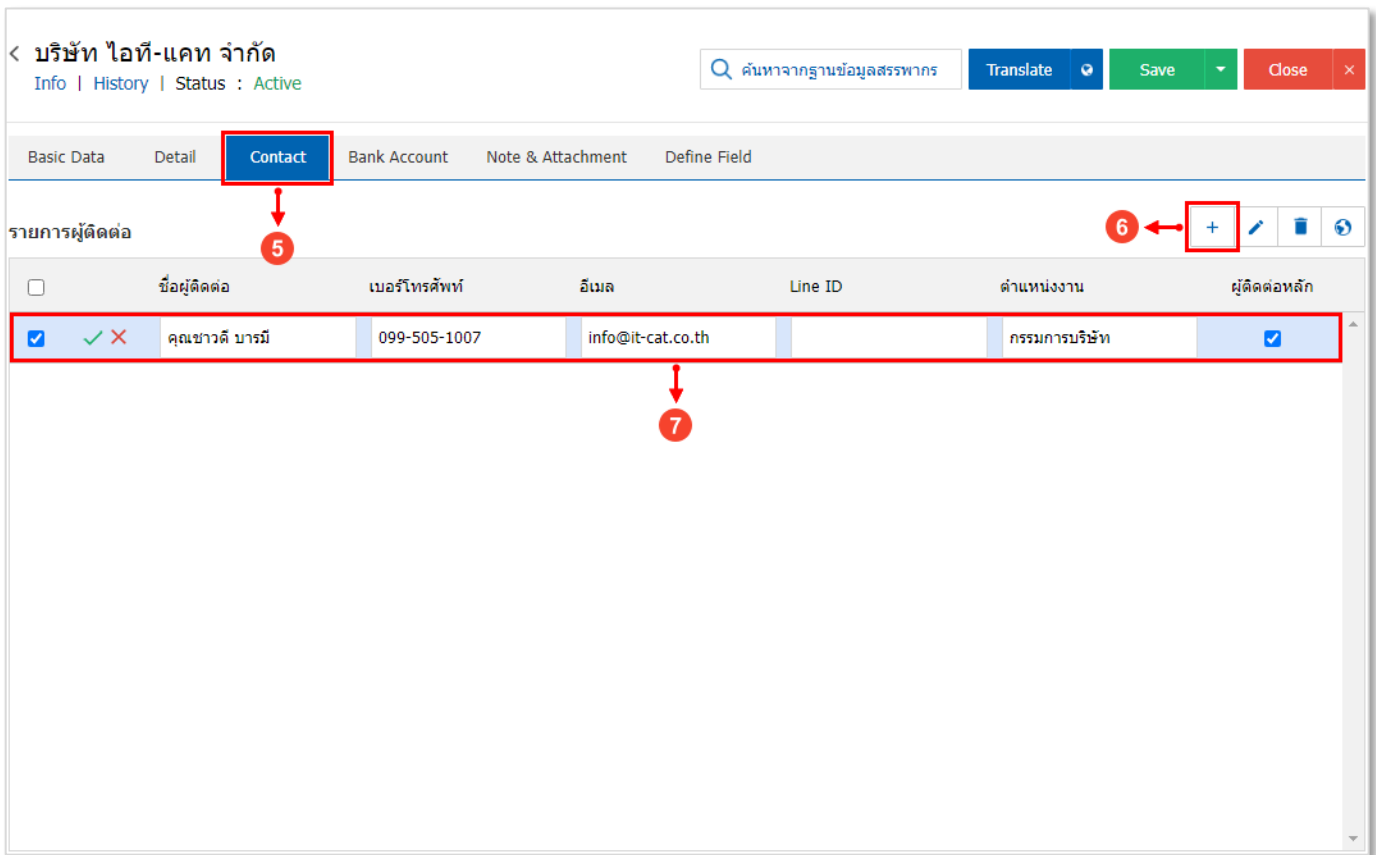 บริษัท ไอที-แคท จำกัด
Info | History | Status : Active
ค้นหาจากฐานข้อมูลสรรพากร
Translate
Save
Close ×
Basic Data Detail Contact Bank Account Note & Attachment Define Field
5
รายการผู้ติดต่อ
6
+
ชื่อผู้ติดต่อ เบอร์โทรศัพท์ อีเมล Line ID ตำแหน่งงาน ผู้ติดต่อหลัก
คุณชาวดี บารมี 099-505-1007 info@it-cat.co.th กรรมการบริษัท
7